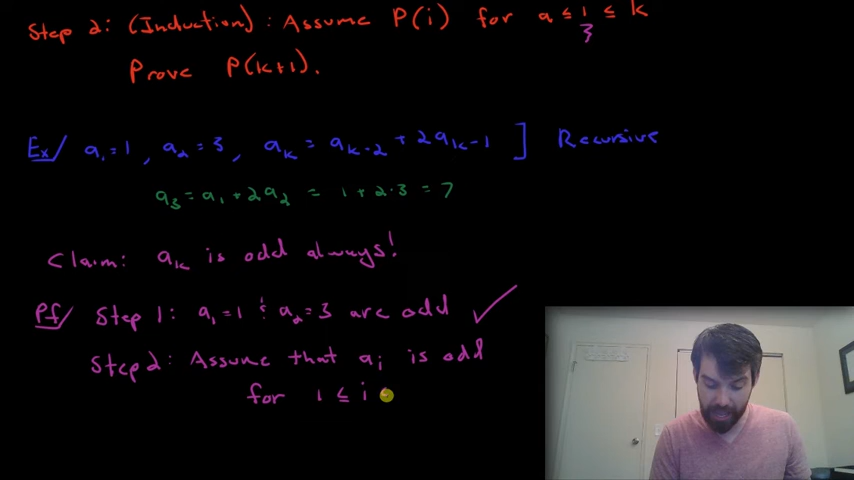 Step 2: (Induction): Assume P(i) for a ≤ i ≤ k
Prove P(k+1).
Ex/ a₁ = 1, a₂ = 3, aₖ = aₖ₋₂ + 2aₖ₋₁ ] Recursive
a₃ = a₁ + 2a₂ = 1 + 2·3 = 7
Claim: aₖ is odd always!
Pf/ Step 1: a₁ = 1 & a₂ = 3 are odd ✓
Step 2: Assume that aᵢ is odd
for 1 ≤ i